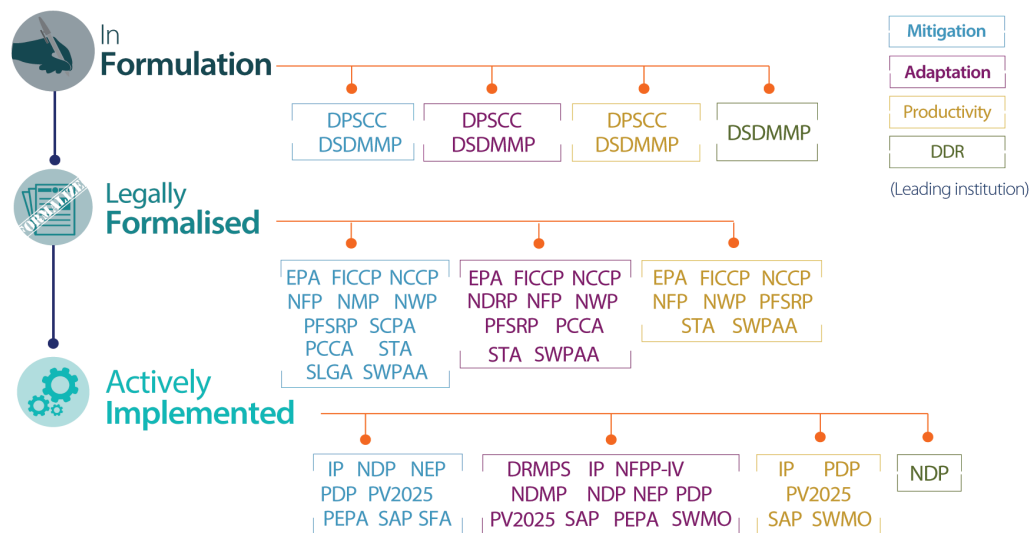 In
Formulation
Mitigation
Adaptation
Productivity
DDR
(Leading institution)
DPSCC
DSDMMP
DPSCC
DSDMMP
DPSCC
DSDMMP
DSDMMP
FORMALYZE
Legally
Formalised
EPA FICCP NCCP
NFP NMP NWP
PFSRP SCPA
PCCA STA
SLGA SWPAA
EPA FICCP NCCP
NDRP NFP NWP
PFSRP PCCA
STA SWPAA
EPA FICCP NCCP
NFP NWP PFSRP
STA SWPAA
Actively
Implemented
IP NDP NEP
PDP PV2025
PEPA SAP SFA
DRMPS IP NFPP-IV
NDMP NDP NEP PDP
PV2025 SAP PEPA SWMO
IP PDP
PV2025
SAP SWMO
NDP